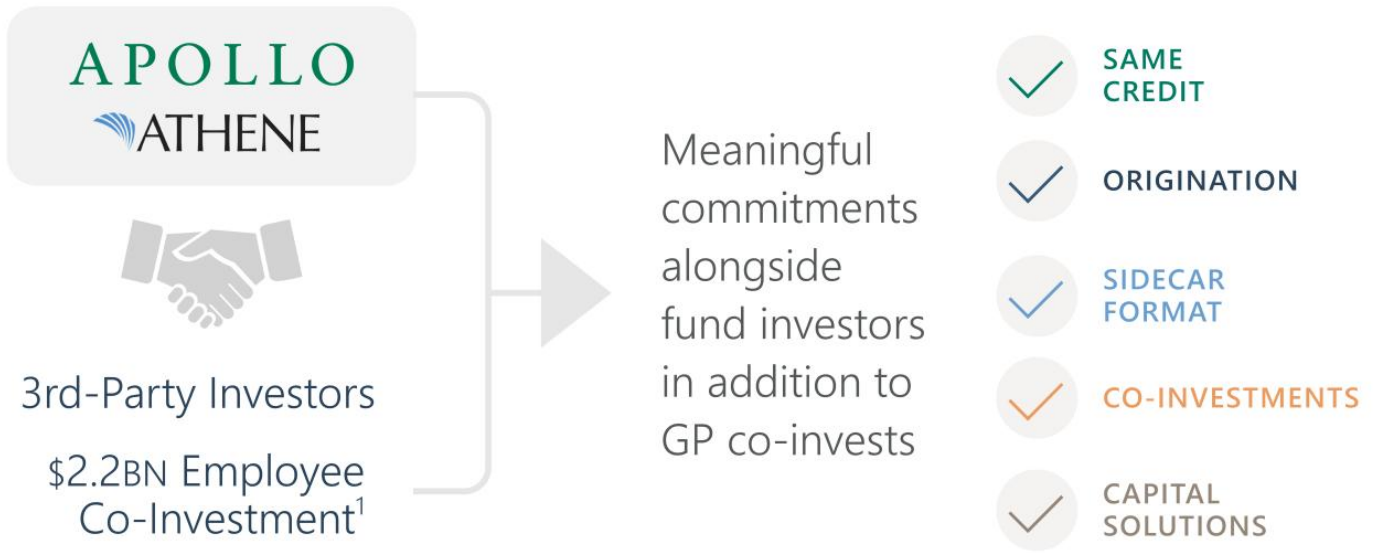 APOLLO
ATHENE
3rd-Party Investors
$2.2BN Employee
Co-Investment¹
Meaningful
commitments
alongside
fund investors
in addition to
GP co-invests
SAME
CREDIT
ORIGINATION
SIDECAR
FORMAT
CO-INVESTMENTS
CAPITAL
SOLUTIONS